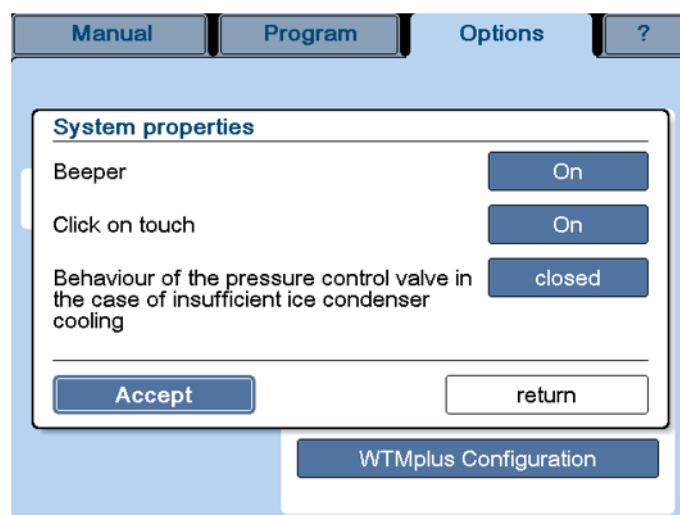 Manual Program Options ?
System properties
Beeper On
Click on touch On
Behaviour of the pressure control valve in closed
the case of insufficient ice condenser
cooling
Accept return
WTMplus Configuration